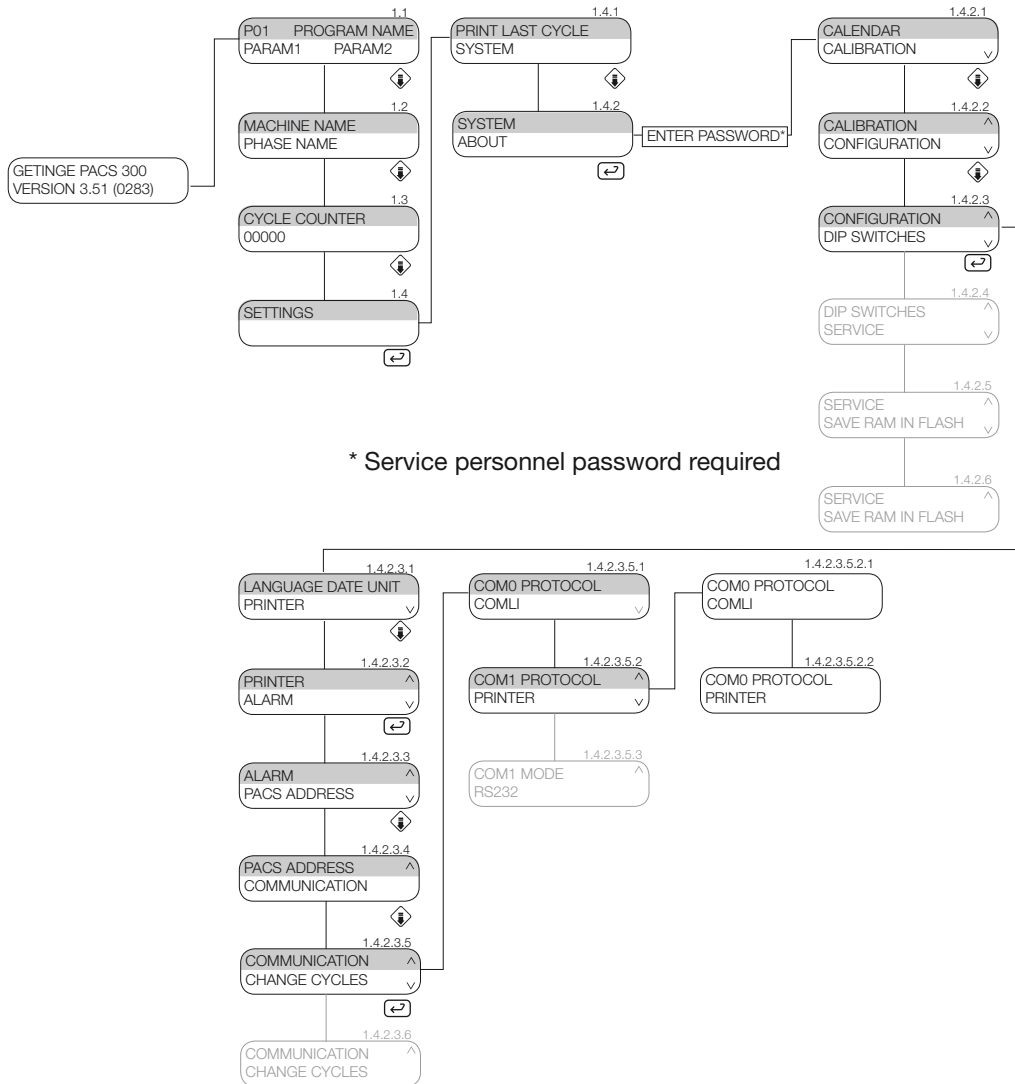 GETINGE PACS 300
VERSION 3.51 (0283)
1.1
P01 PROGRAM NAME
PARAM1 PARAM2
1.2
MACHINE NAME
PHASE NAME
1.3
CYCLE COUNTER
00000
1.4
SETTINGS
1.4.1
PRINT LAST CYCLE
SYSTEM
1.4.2
SYSTEM
ABOUT
ENTER PASSWORD*
1.4.2.1
CALENDAR
CALIBRATION
1.4.2.2
CALIBRATION
CONFIGURATION
1.4.2.3
CONFIGURATION
DIP SWITCHES
1.4.2.4
DIP SWITCHES
SERVICE
1.4.2.5
SERVICE
SAVE RAM IN FLASH
1.4.2.6
SERVICE
SAVE RAM IN FLASH
* Service personnel password required
1.4.2.3.1
LANGUAGE DATE UNIT
PRINTER
1.4.2.3.2
PRINTER
ALARM
1.4.2.3.3
ALARM
PACS ADDRESS
1.4.2.3.4
PACS ADDRESS
COMMUNICATION
1.4.2.3.5
COMMUNICATION
CHANGE CYCLES
1.4.2.3.6
COMMUNICATION
CHANGE CYCLES
1.4.2.3.5.1
COM0 PROTOCOL
COMLI
1.4.2.3.5.2
COM1 PROTOCOL
PRINTER
1.4.2.3.5.3
COM1 MODE
RS232
1.4.2.3.5.2.1
COM0 PROTOCOL
COMLI
1.4.2.3.5.2.2
COM0 PROTOCOL
PRINTER